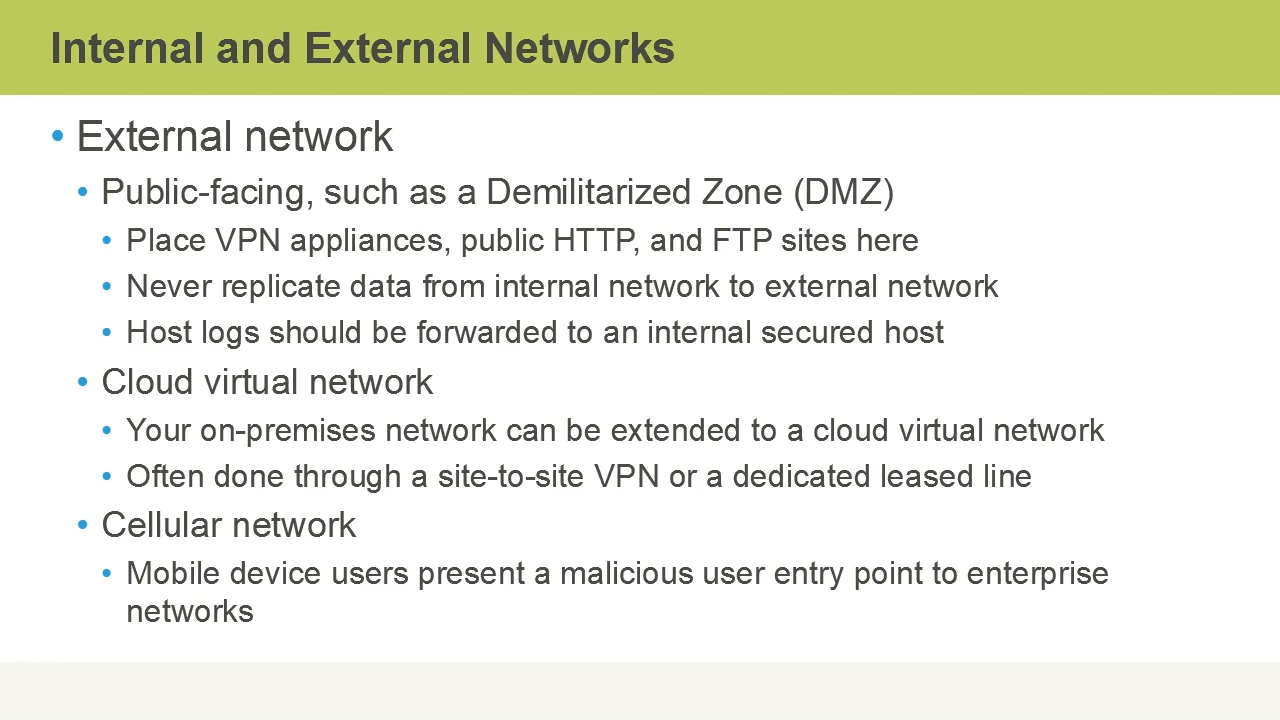 Internal and External Networks
• External network
• Public-facing, such as a Demilitarized Zone (DMZ)
• Place VPN appliances, public HTTP, and FTP sites here
• Never replicate data from internal network to external network
• Host logs should be forwarded to an internal secured host
• Cloud virtual network
• Your on-premises network can be extended to a cloud virtual network
• Often done through a site-to-site VPN or a dedicated leased line
• Cellular network
• Mobile device users present a malicious user entry point to enterprise
networks